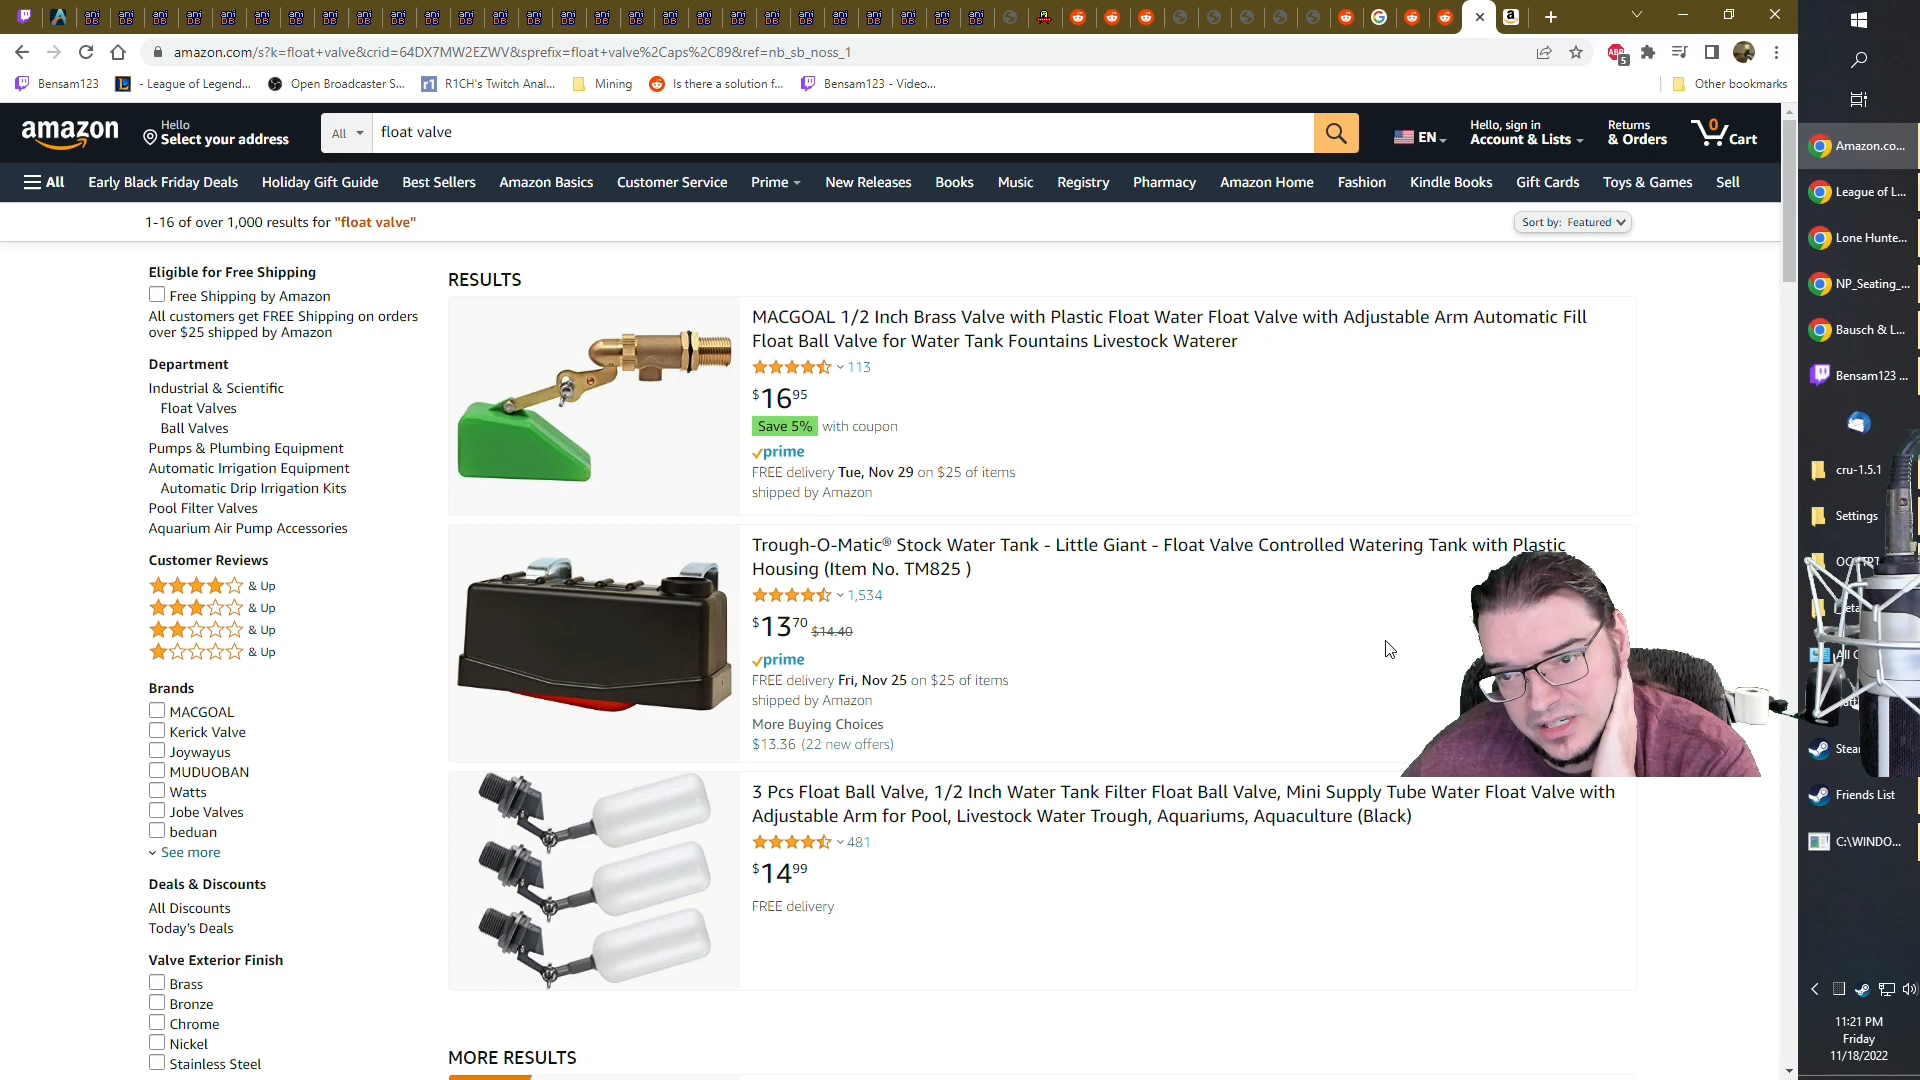 amazon.com/s?k=float+valve&crid=64DX7MW2EZWV&sprefix=float+valve%2Caps%2C89&ref=nb_sb_noss_1
ABP 5
Bensam123
- League of Legend...
Open Broadcaster S...
r1 R1CH's Twitch Anal...
Mining
Is there a solution f...
Bensam123 - Video...
Other bookmarks
amazon
Hello
Select your address
All
float valve
EN
Hello, sign in
Account & Lists
Returns
& Orders
0
Cart
All
Early Black Friday Deals
Holiday Gift Guide
Best Sellers
Amazon Basics
Customer Service
Prime
New Releases
Books
Music
Registry
Pharmacy
Amazon Home
Fashion
Kindle Books
Gift Cards
Toys & Games
Sell
1-16 of over 1,000 results for "float valve"
Sort by: Featured
Eligible for Free Shipping
Free Shipping by Amazon
All customers get FREE Shipping on orders
over $25 shipped by Amazon
Department
Industrial & Scientific
Float Valves
Ball Valves
Pumps & Plumbing Equipment
Automatic Irrigation Equipment
Automatic Drip Irrigation Kits
Pool Filter Valves
Aquarium Air Pump Accessories
Customer Reviews
& Up
& Up
& Up
& Up
Brands
MACGOAL
Kerick Valve
Joywayus
MUDUOBAN
Watts
Jobe Valves
beduan
See more
Deals & Discounts
All Discounts
Today's Deals
Valve Exterior Finish
Brass
Bronze
Chrome
Nickel
Stainless Steel
RESULTS
MACGOAL 1/2 Inch Brass Valve with Plastic Float Water Float Valve with Adjustable Arm Automatic Fill
Float Ball Valve for Water Tank Fountains Livestock Waterer
113
$1695
Save 5% with coupon
prime
FREE delivery Tue, Nov 29 on $25 of items
shipped by Amazon
Trough-O-Matic® Stock Water Tank - Little Giant - Float Valve Controlled Watering Tank with Plastic
Housing (Item No. TM825 )
1,534
$1370 $14.40
prime
FREE delivery Fri, Nov 25 on $25 of items
shipped by Amazon
More Buying Choices
$13.36 (22 new offers)
3 Pcs Float Ball Valve, 1/2 Inch Water Tank Filter Float Ball Valve, Mini Supply Tube Water Float Valve with
Adjustable Arm for Pool, Livestock Water Trough, Aquariums, Aquaculture (Black)
481
$1499
FREE delivery
MORE RESULTS
Amazon.co...
League of L...
Lone Hunte...
NP_Seating_...
Bausch & L...
Bensam123 ...
cru-1.5.1
Settings
Friends List
C:\WINDO...
11:21 PM
Friday
11/18/2022